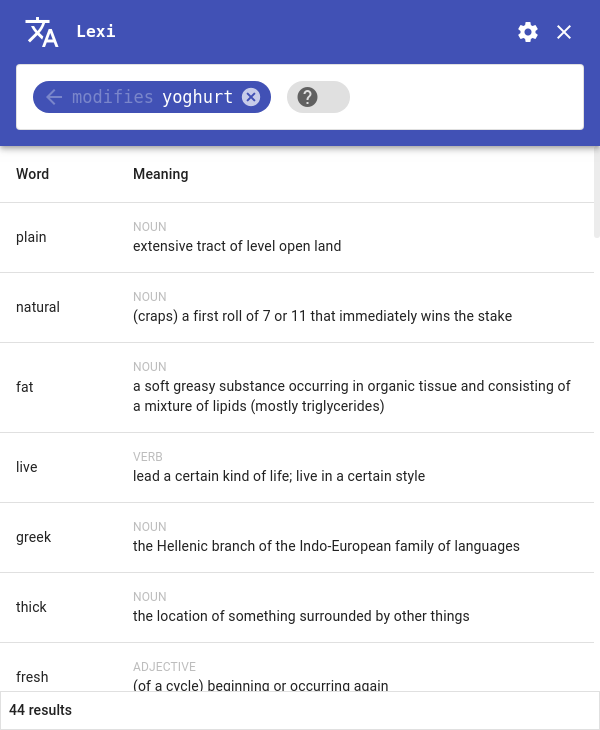 Lexi
modifies yoghurt
Word Meaning
NOUN
plain
extensive tract of level open land
NOUN
natural
(craps) a first roll of 7 or 11 that immediately wins the stake
NOUN
fat
a soft greasy substance occurring in organic tissue and consisting of
a mixture of lipids (mostly triglycerides)
VERB
live
lead a certain kind of life; live in a certain style
NOUN
greek
the Hellenic branch of the Indo-European family of languages
NOUN
thick
the location of something surrounded by other things
ADJECTIVE
fresh
(of a cycle) beginning or occurring again
44 results